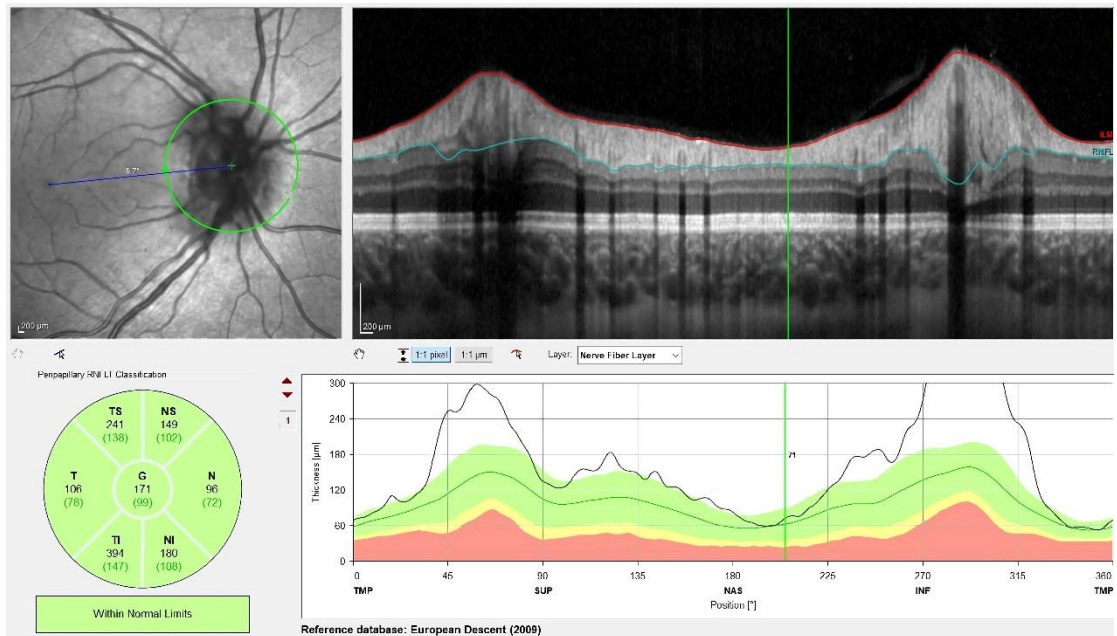 5.7°
200 µm
ILM
RNFL
200 µm
1:1 pixel
1:1 µm
Layer:
Nerve Fiber Layer
Peripapillary RNFLT Classification
TS
241
(138)
NS
149
(102)
T
106
(78)
G
171
(99)
N
96
(72)
TI
394
(147)
NI
180
(108)
Within Normal Limits
1
Thickness [µm]
300
240
180
120
60
0
71
0 45 90 135 180 225 270 315 360
TMP SUP NAS INF TMP
Position [°]
Reference database: European Descent (2009)